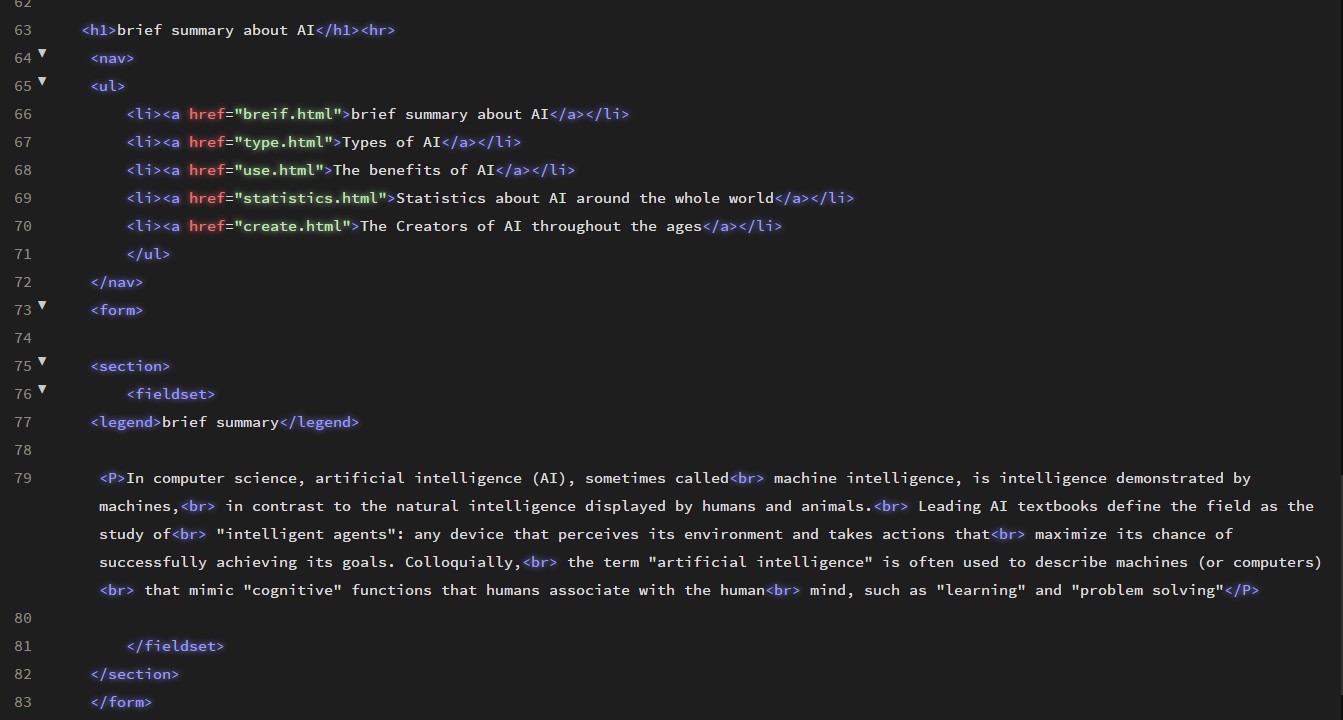 62
63 <h1>brief summary about AI</h1><hr>
64 <nav>
65 <ul>
66 <li><a href="breif.html">brief summary about AI</a></li>
67 <li><a href="type.html">Types of AI</a></li>
68 <li><a href="use.html">The benefits of AI</a></li>
69 <li><a href="statistics.html">Statistics about AI around the whole world</a></li>
70 <li><a href="create.html">The Creators of AI throughout the ages</a></li>
71 </ul>
72 </nav>
73 <form>
74
75 <section>
76 <fieldset>
77 <legend>brief summary</legend>
78
79 <P>In computer science, artificial intelligence (AI), sometimes called<br> machine intelligence, is intelligence demonstrated by
machines,<br> in contrast to the natural intelligence displayed by humans and animals.<br> Leading AI textbooks define the field as the
study of<br> "intelligent agents": any device that perceives its environment and takes actions that<br> maximize its chance of
successfully achieving its goals. Colloquially,<br> the term "artificial intelligence" is often used to describe machines (or computers)
<br> that mimic "cognitive" functions that humans associate with the human<br> mind, such as "learning" and "problem solving"</P>
80
81 </fieldset>
82 </section>
83 </form>